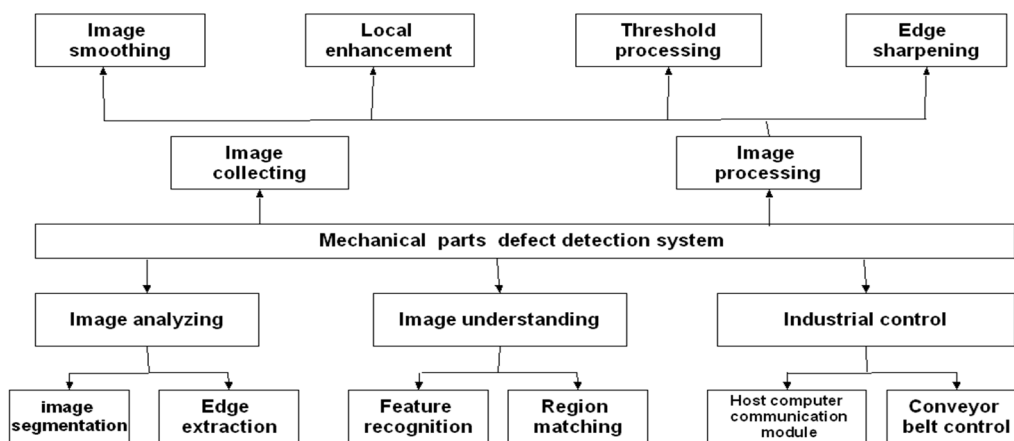 Image
smoothing
Local
enhancement
Threshold
processing
Edge
sharpening
Image
collecting
Image
processing
Mechanical parts defect detection system
Image analyzing
Image understanding
Industrial control
image
segmentation
Edge
extraction
Feature
recognition
Region
matching
Host computer
communication
module
Conveyor
belt control